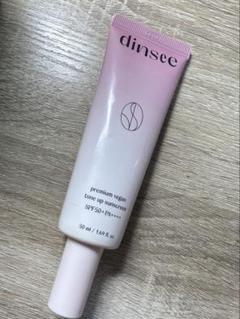 dinsee
premium vegan
tone up sunscreen
SPF50+ PA++++
50 ml / 1.69 fl.oz